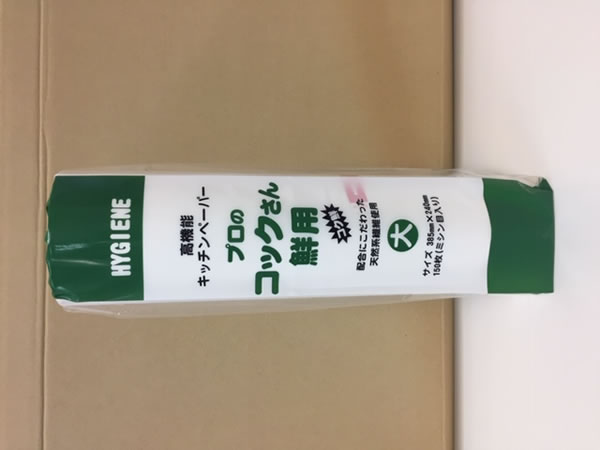 HYGIENE
高機能
キッチンペーパー
プロの
コックさん
鮮用
配合にこだわった
天然系繊維使用
大
サイズ 385mm×240mm
150枚(ミシン目入り)